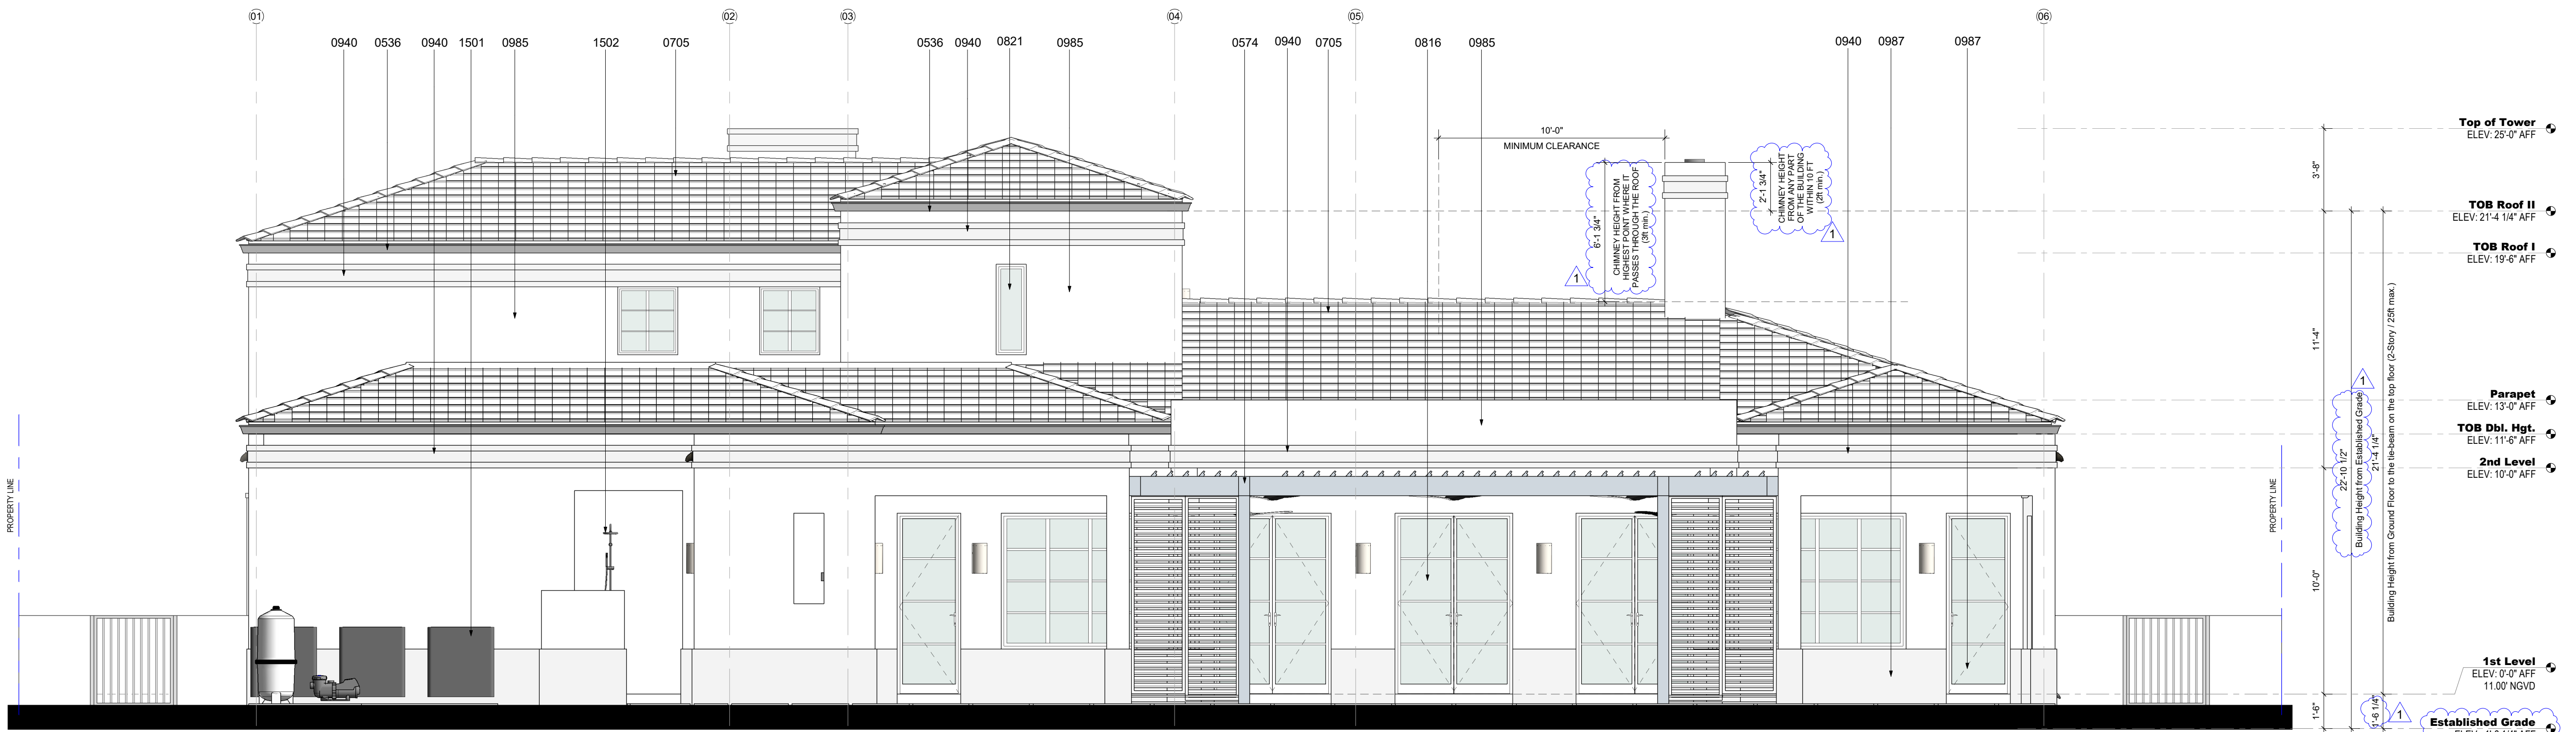 (01)
(02)
(03)
(04)
(05)
(06)
0940
0536
0940
1501
0985
1502
0705
0536
0940
0821
0985
0574
0940
0705
0816
0985
0940
0987
0987
10'-0"
MINIMUM CLEARANCE
6'-1 3/4"
CHIMNEY HEIGHT FROM
HIGHEST POINT WHERE IT
PASSES THROUGH THE ROOF
(3ft min.)
1
2'-1 3/4"
CHIMNEY HEIGHT
FROM ANY PART
OF THE BUILDING
WITHIN 10 FT
(2ft min.)
1
Top of Tower
ELEV: 25'-0" AFF
TOB Roof II
ELEV: 21'-4 1/4" AFF
TOB Roof I
ELEV: 19'-6" AFF
Parapet
ELEV: 13'-0" AFF
TOB Dbl. Hgt.
ELEV: 11'-6" AFF
2nd Level
ELEV: 10'-0" AFF
1st Level
ELEV: 0'-0" AFF
11.00' NGVD
Established Grade
3'-8"
11'-4"
10'-0"
1'-6"
22'-10 1/2"
Building Height from Established Grade
1
21'-4 1/4"
Building Height from Ground Floor to the tie-beam on the top floor (2-Story / 25ft max.)
1'-6 1/4"
1
PROPERTY LINE
PROPERTY LINE